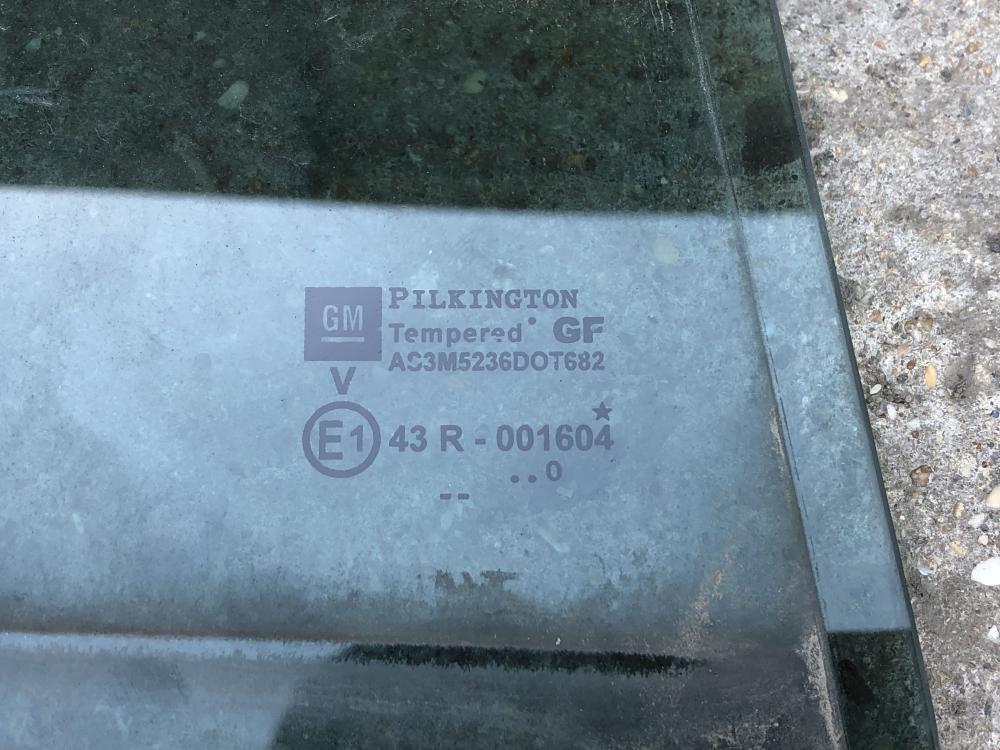 GM PILKINGTON
Tempered GF
AS3M5236DOT682
V
E1 43 R - 001604
..0
--